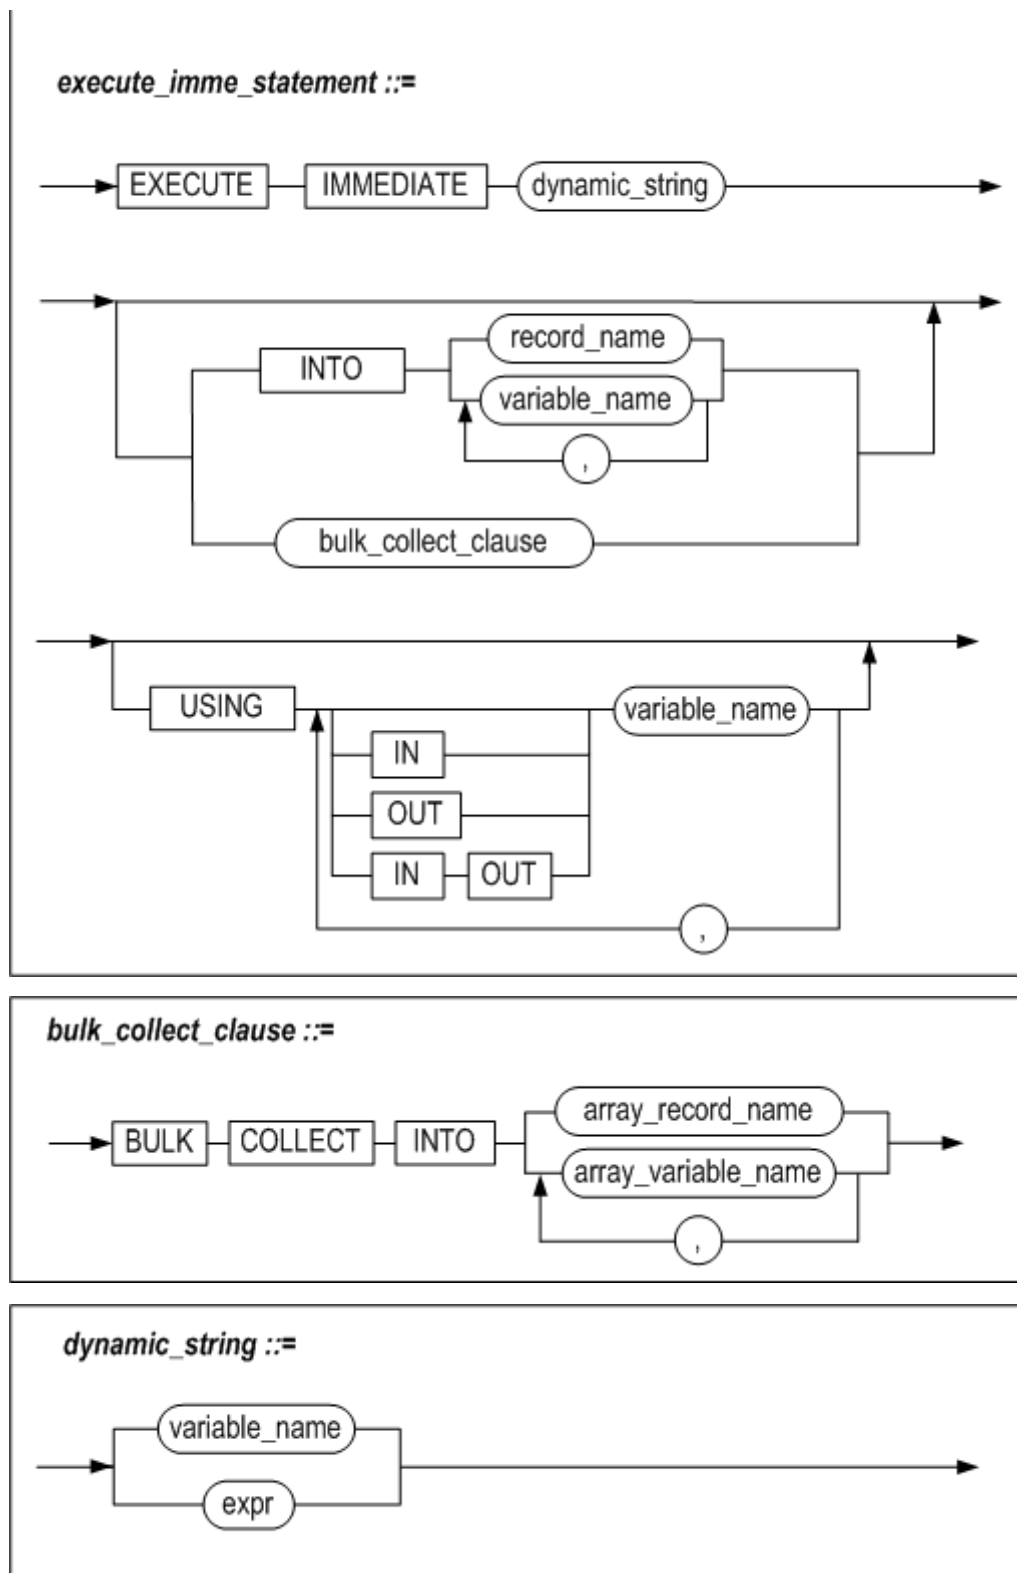 execute_imme_statement ::=
EXECUTE IMMEDIATE dynamic_string
record_name
INTO
variable_name
,
bulk_collect_clause
USING variable_name
IN
OUT
IN OUT
,
bulk_collect_clause ::=
array_record_name
BULK COLLECT INTO
array_variable_name
,
dynamic_string ::=
variable_name
expr